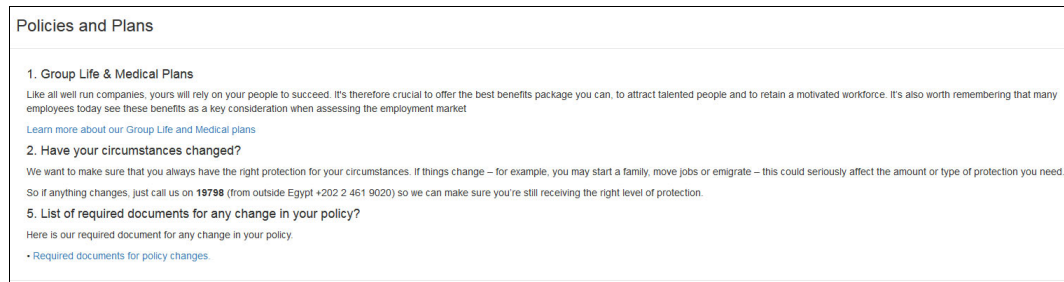 Policies and Plans
1. Group Life & Medical Plans
Like all well run companies, yours will rely on your people to succeed. It's therefore crucial to offer the best benefits package you can, to attract talented people and to retain a motivated workforce. It's also worth remembering that many
employees today see these benefits as a key consideration when assessing the employment market
Learn more about our Group Life and Medical plans
2. Have your circumstances changed?
We want to make sure that you always have the right protection for your circumstances. If things change – for example, you may start a family, move jobs or emigrate – this could seriously affect the amount or type of protection you need.
So if anything changes, just call us on 19798 (from outside Egypt +202 2 461 9020) so we can make sure you're still receiving the right level of protection.
5. List of required documents for any change in your policy?
Here is our required document for any change in your policy.
• Required documents for policy changes.